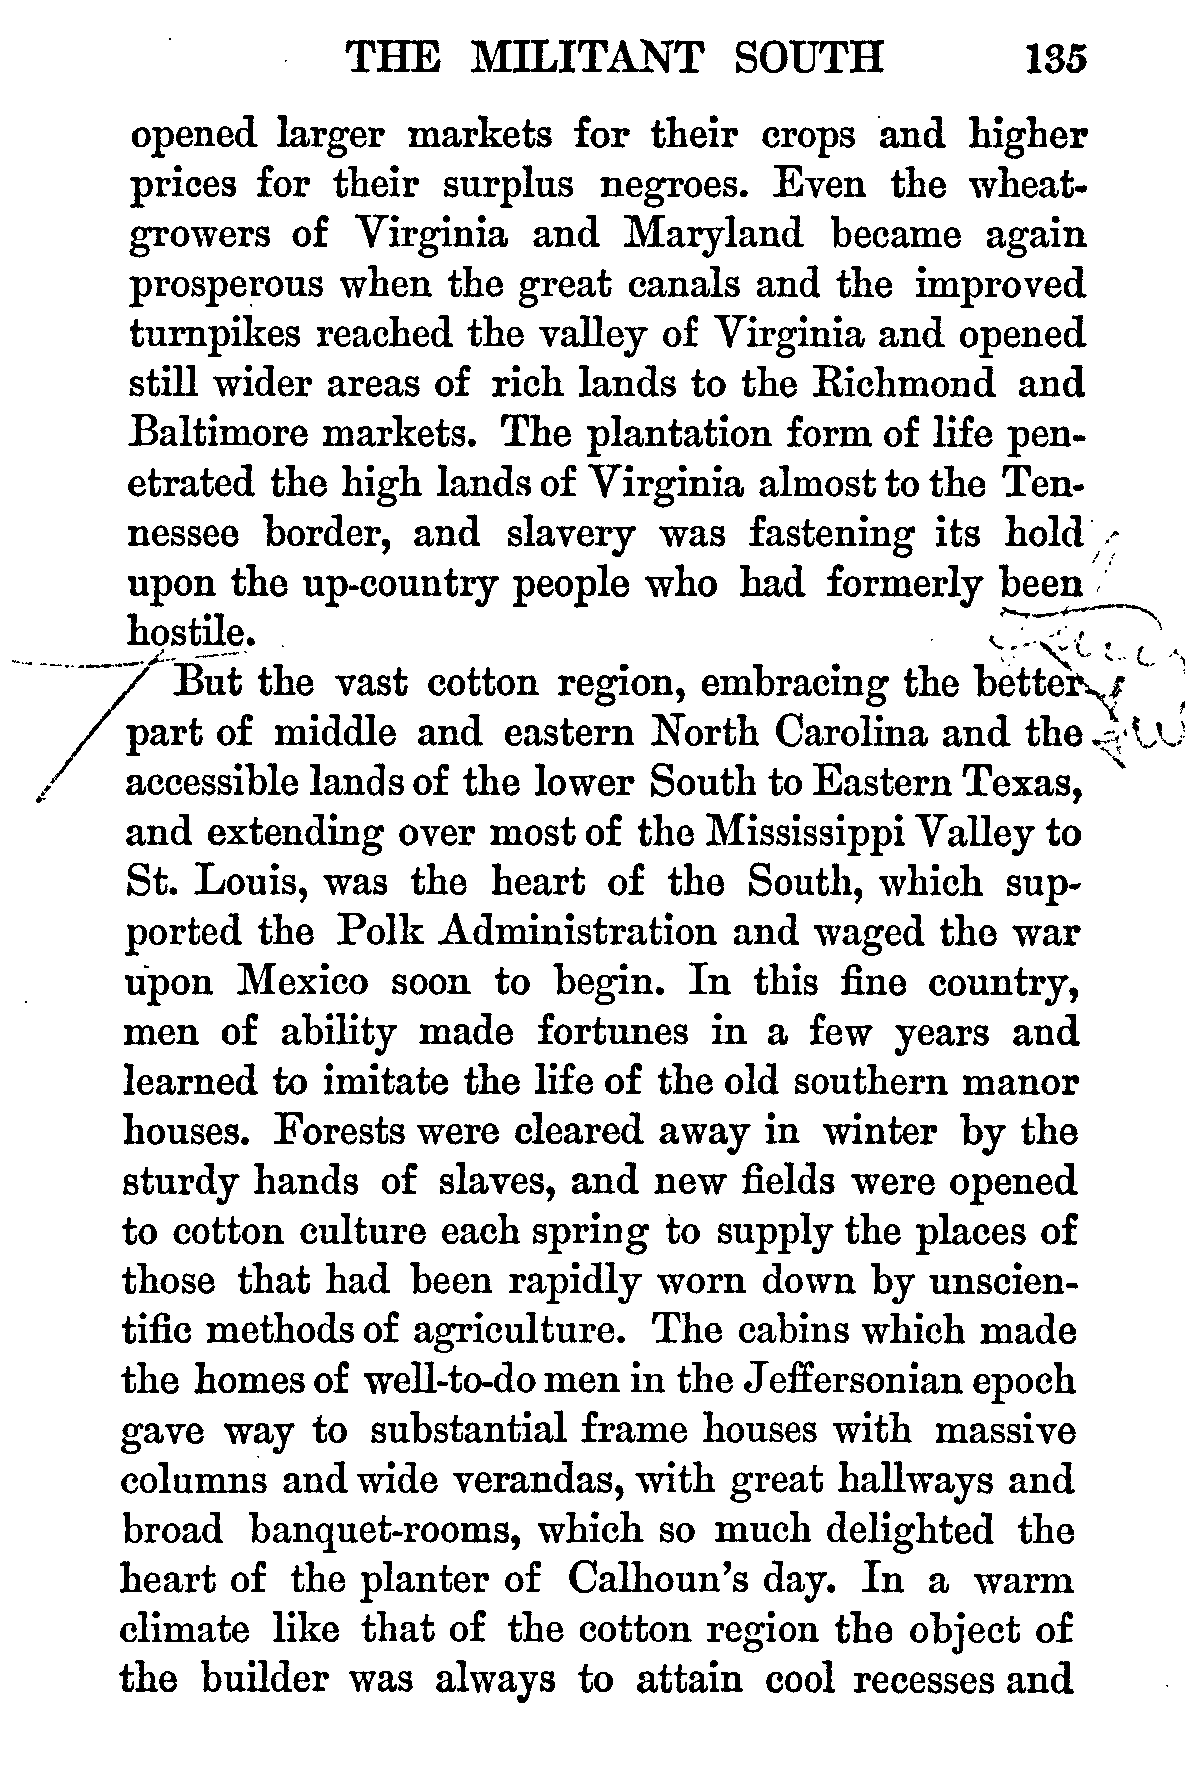 THE MILITANT SOUTH 135
opened larger markets for their crops and higher
prices for their surplus negroes. Even the wheat-
growers of Virginia and Maryland became again
prosperous when the great canals and the improved
turnpikes reached the valley of Virginia and opened
still wider areas of rich lands to the Richmond and
Baltimore markets. The plantation form of life pen-
etrated the high lands of Virginia almost to the Ten-
nessee border, and slavery was fastening its hold
upon the up-country people who had formerly been
hostile.
But the vast cotton region, embracing the better
part of middle and eastern North Carolina and the
accessible lands of the lower South to Eastern Texas,
and extending over most of the Mississippi Valley to
St. Louis, was the heart of the South, which sup-
ported the Polk Administration and waged the war
upon Mexico soon to begin. In this fine country,
men of ability made fortunes in a few years and
learned to imitate the life of the old southern manor
houses. Forests were cleared away in winter by the
sturdy hands of slaves, and new fields were opened
to cotton culture each spring to supply the places of
those that had been rapidly worn down by unscien-
tific methods of agriculture. The cabins which made
the homes of well-to-do men in the Jeffersonian epoch
gave way to substantial frame houses with massive
columns and wide verandas, with great hallways and
broad banquet-rooms, which so much delighted the
heart of the planter of Calhoun's day. In a warm
climate like that of the cotton region the object of
the builder was always to attain cool recesses and